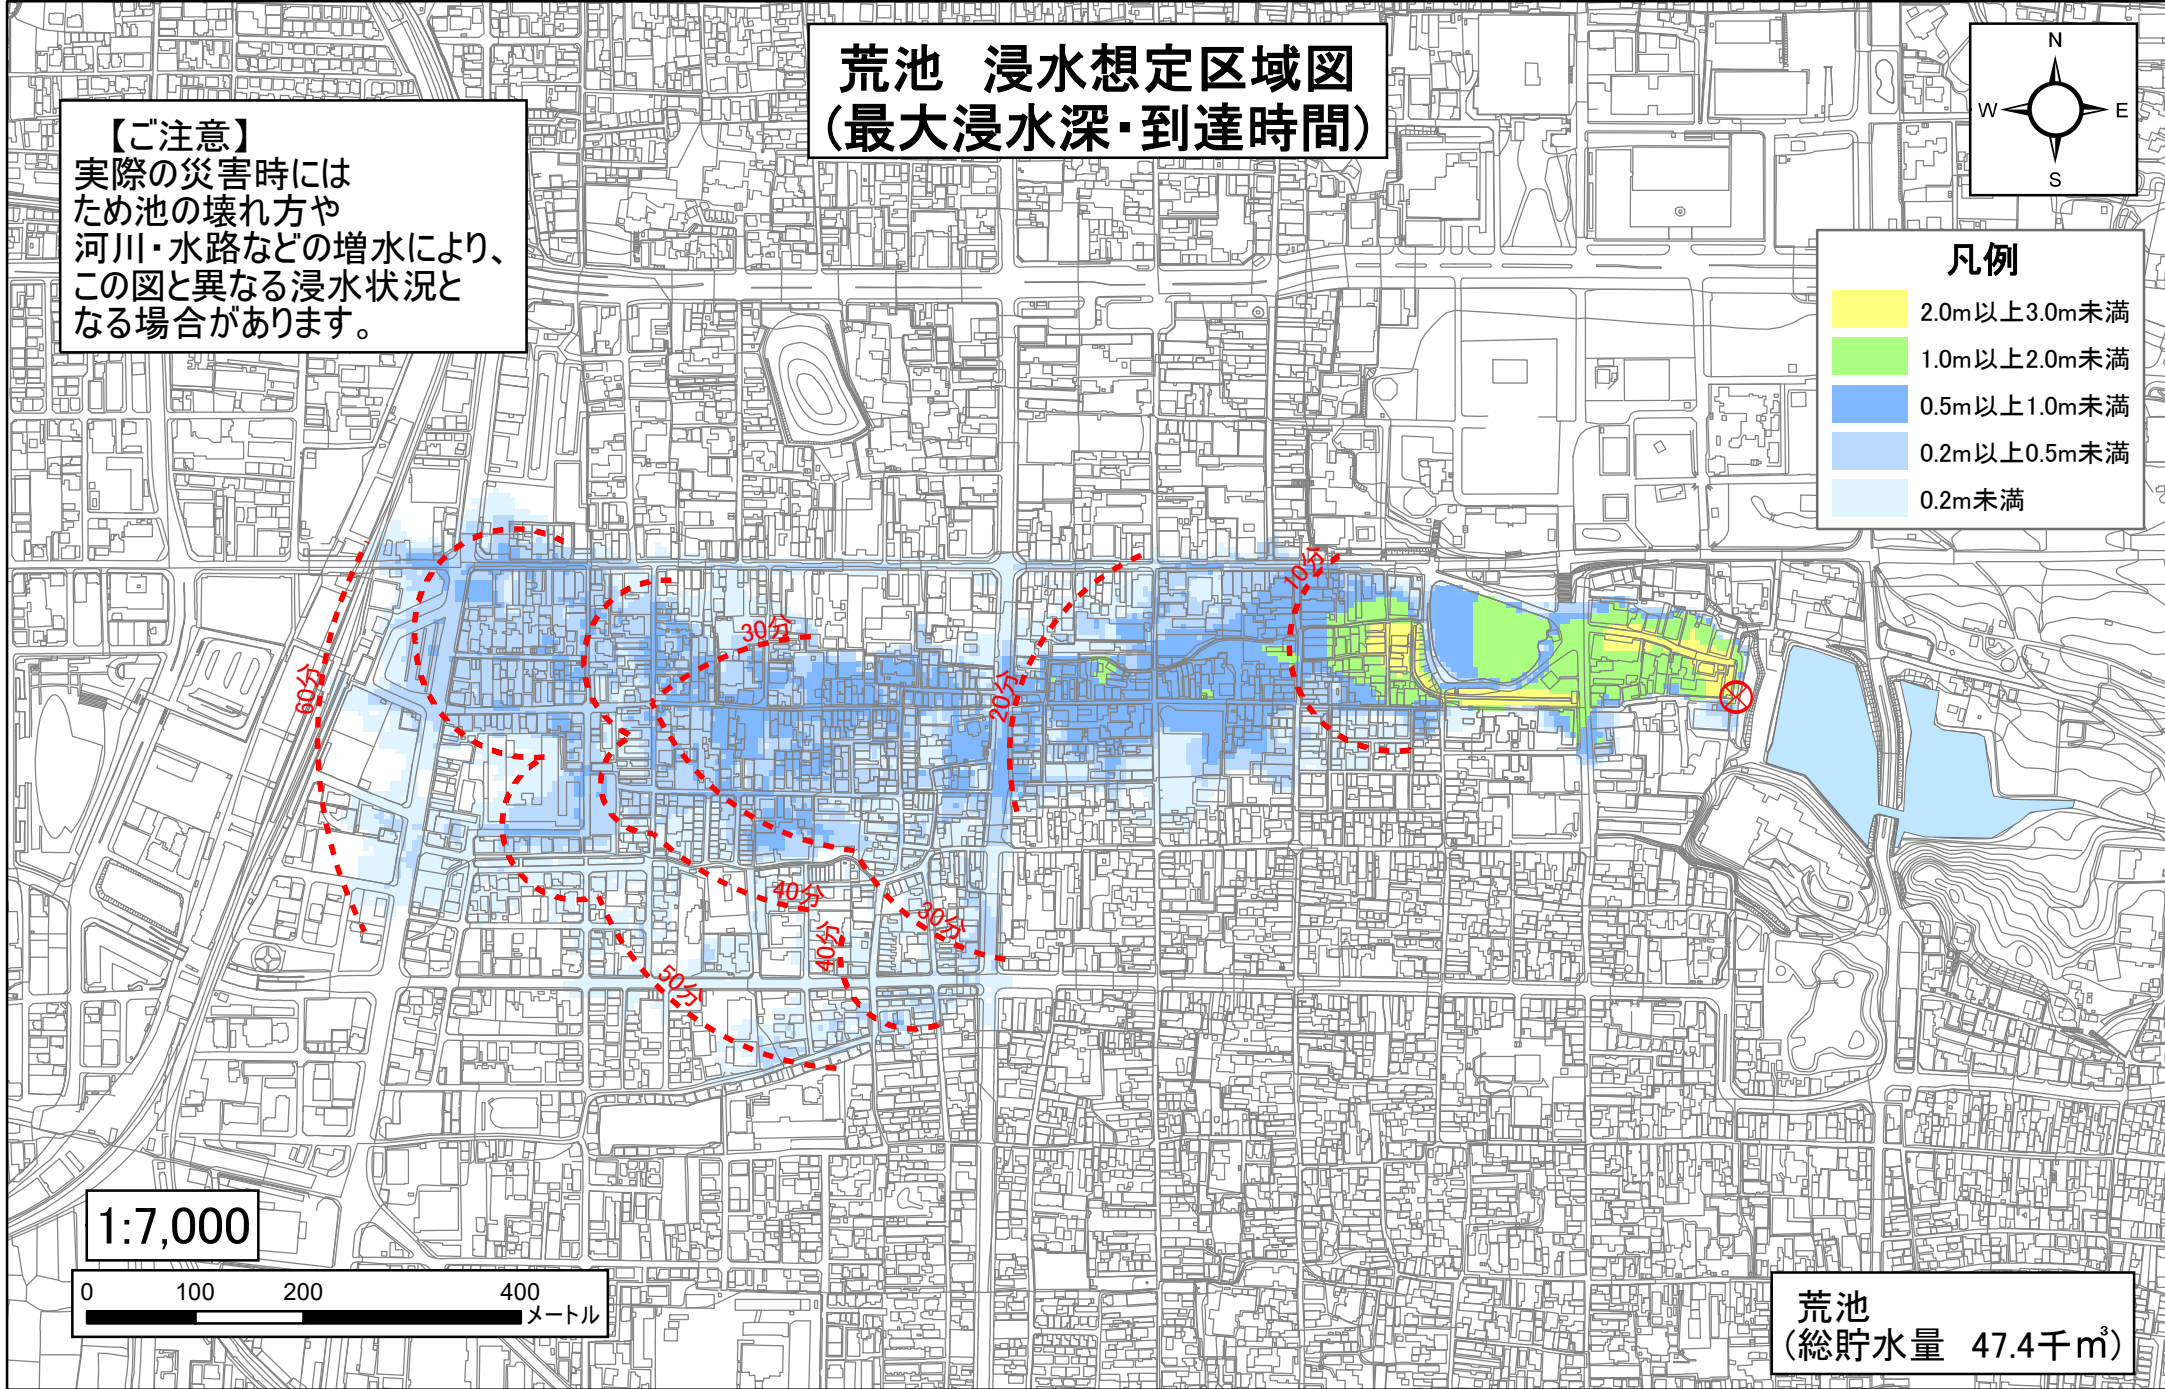 荒池 浸水想定区域図
(最大浸水深・到達時間)
【ご注意】
実際の災害時には
ため池の壊れ方や
河川・水路などの増水により、
この図と異なる浸水状況と
なる場合があります。
N
W
E
S
凡例
2.0m以上3.0m未満
1.0m以上2.0m未満
0.5m以上1.0m未満
0.2m以上0.5m未満
0.2m未満
10分
30分
20分
60分
40分
30分
40分
50分
1:7,000
0 100 200 400
メートル
荒池
(総貯水量 47.4千㎥)